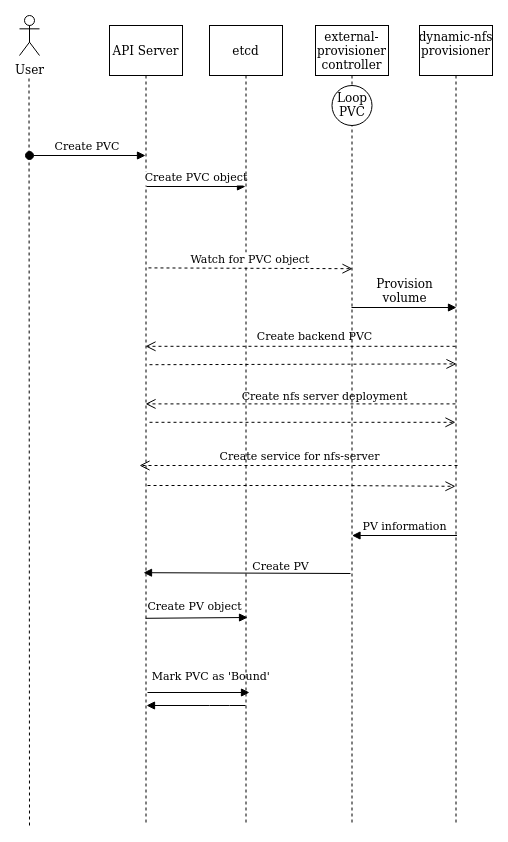 User
API Server
etcd
external-
provisioner
controller
dynamic-nfs
provisioner
Loop
PVC
Create PVC
Create PVC object
Watch for PVC object
Provision
volume
Create backend PVC
Create nfs server deployment
Create service for nfs-server
PV information
Create PV
Create PV object
Mark PVC as 'Bound'